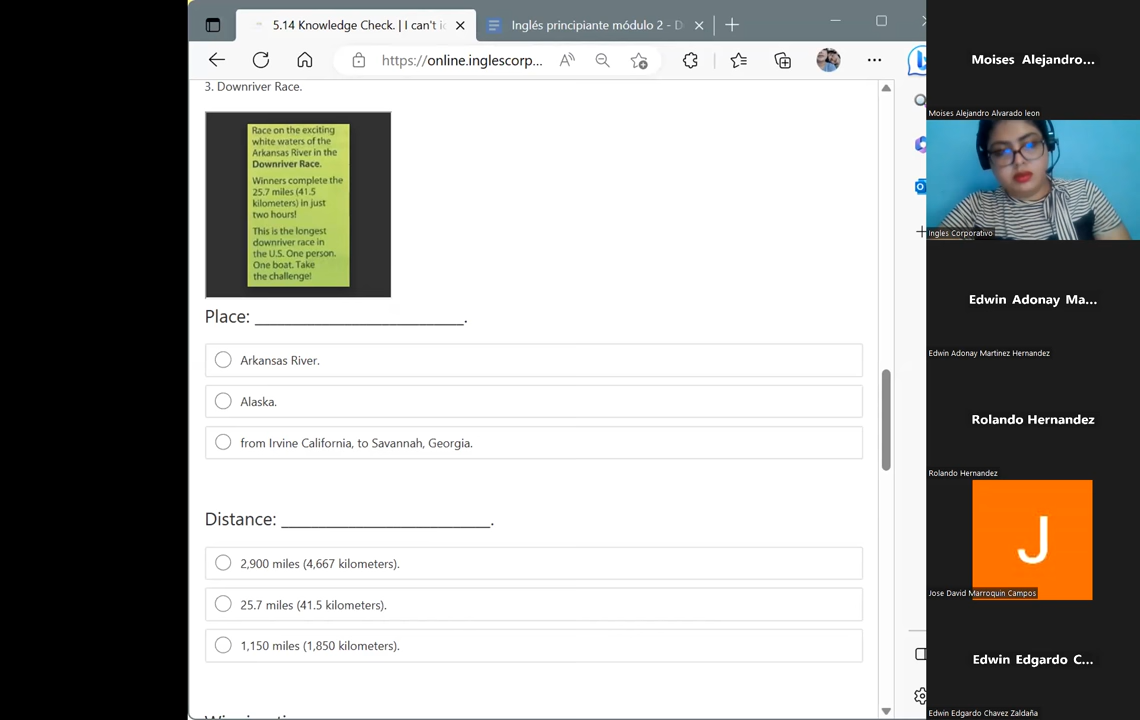 5.14 Knowledge Check. | I can't i
Inglés principiante módulo 2 - D
https://online.inglescorp...
3. Downriver Race.
Race on the exciting
white waters of the
Arkansas River in the
Downriver Race.
Winners complete the
25.7 miles (41.5
kilometers) in just
two hours!
This is the longest
downriver race in
the U.S. One person.
One boat. Take
the challenge!
Place: _________________________.
Arkansas River.
Alaska.
from Irvine California, to Savannah, Georgia.
Distance: _________________________.
2,900 miles (4,667 kilometers).
25.7 miles (41.5 kilometers).
1,150 miles (1,850 kilometers).
Moises Alejandro...
Moises Alejandro Alvarado leon
Ingles Corporativo
Edwin Adonay Ma...
Edwin Adonay Martinez Hernandez
Rolando Hernandez
Rolando Hernandez
J
Jose David Marroquin Campos
Edwin Edgardo C...
Edwin Edgardo Chavez Zaldaña